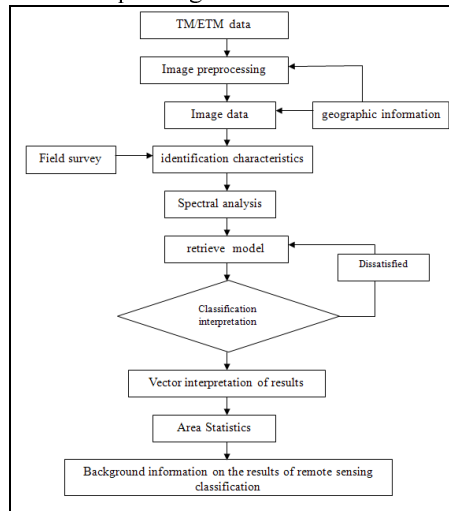 TM/ETM data
Image preprocessing
Image data
geographic information
Field survey
identification characteristics
Spectral analysis
retrieve model
Dissatisfied
Classification
interpretation
Vector interpretation of results
Area Statistics
Background information on the results of remote sensing
classification